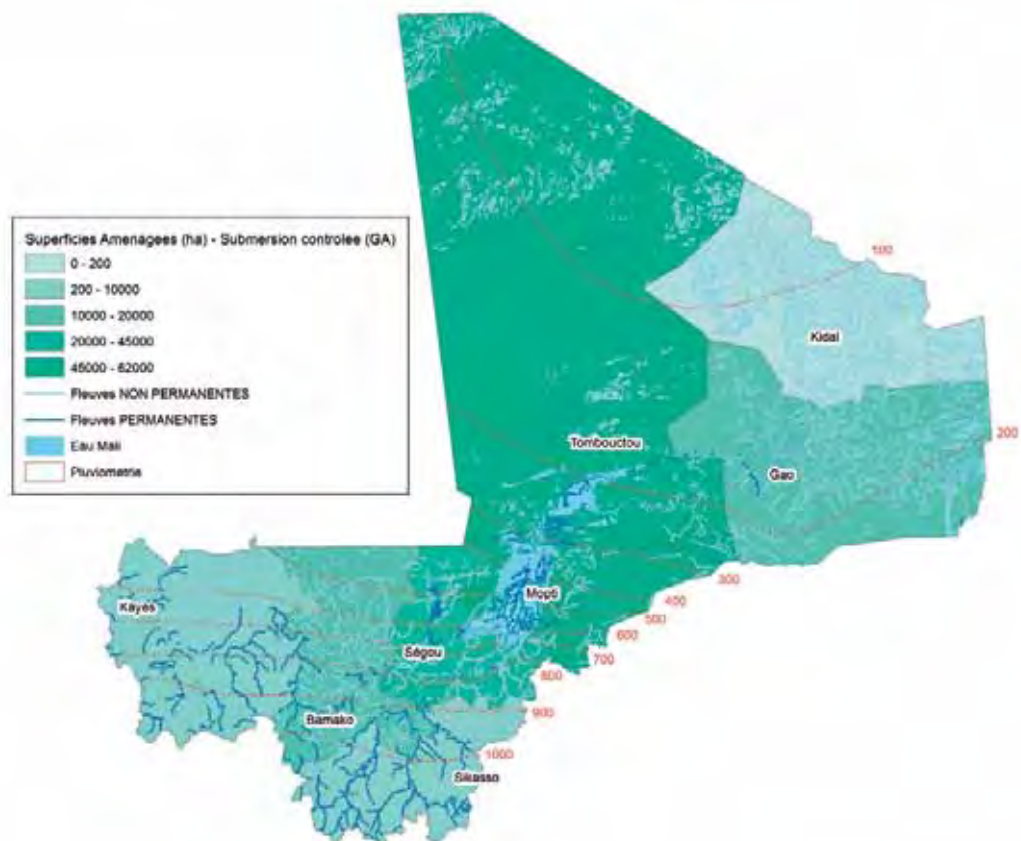 Superficies Amenagees (ha) - Submersion controlee (GA)
0 - 200
200 - 10000
10000 - 20000
20000 - 45000
45000 - 62000
Fleuves NON PERMANENTES
Fleuves PERMANENTES
Eau Mali
Pluviometrie
100
Kidal
200
Tombouctou
Gao
300
400
500
600
700
800
900
1000
Mopti
Kayes
Ségou
Bamako
Sikasso